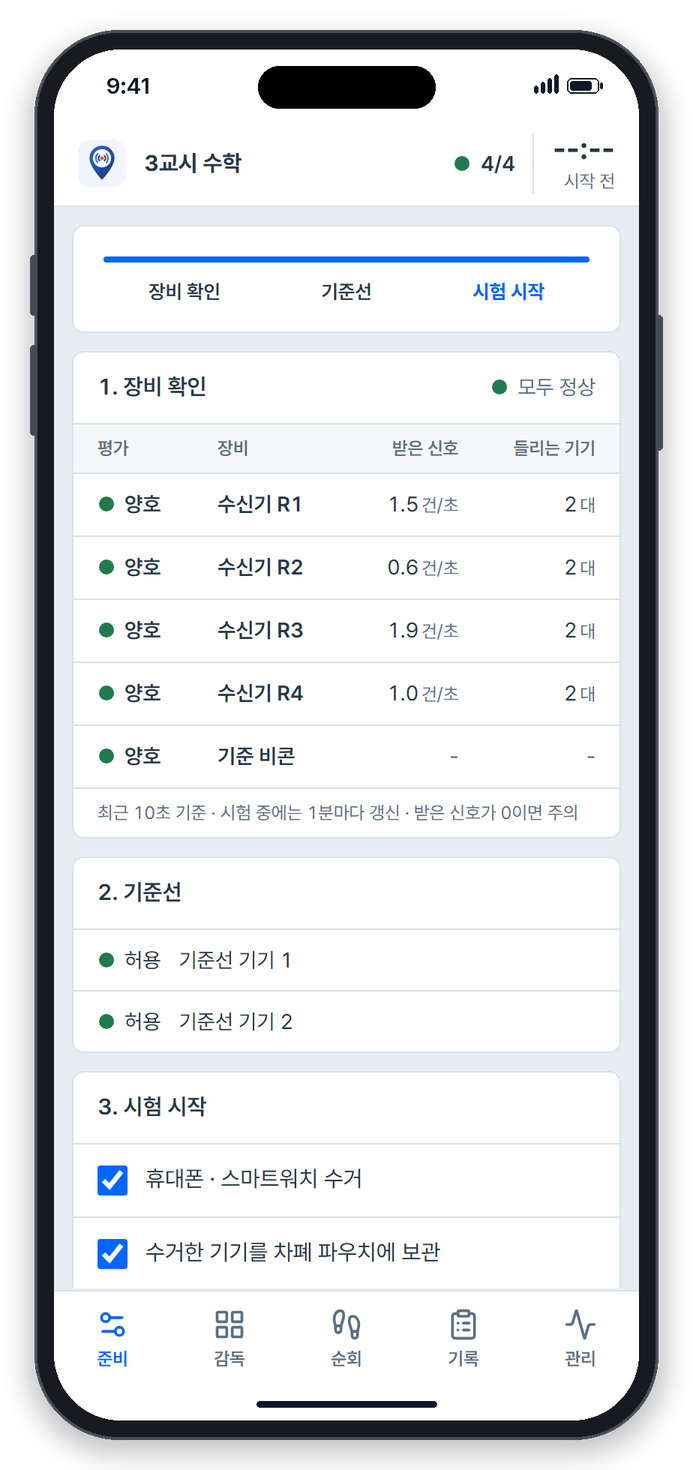 9:41
3교시 수학
4/4
--:--
시작 전
장비 확인 기준선 시험 시작
1. 장비 확인 모두 정상
평가 장비 받은 신호 들리는 기기
양호 수신기 R1 1.5 건/초 2 대
양호 수신기 R2 0.6 건/초 2 대
양호 수신기 R3 1.9 건/초 2 대
양호 수신기 R4 1.0 건/초 2 대
양호 기준 비콘 - -
최근 10초 기준 · 시험 중에는 1분마다 갱신 · 받은 신호가 0이면 주의
2. 기준선
허용 기준선 기기 1
허용 기준선 기기 2
3. 시험 시작
휴대폰 · 스마트워치 수거
수거한 기기를 차폐 파우치에 보관
준비 감독 순회 기록 관리